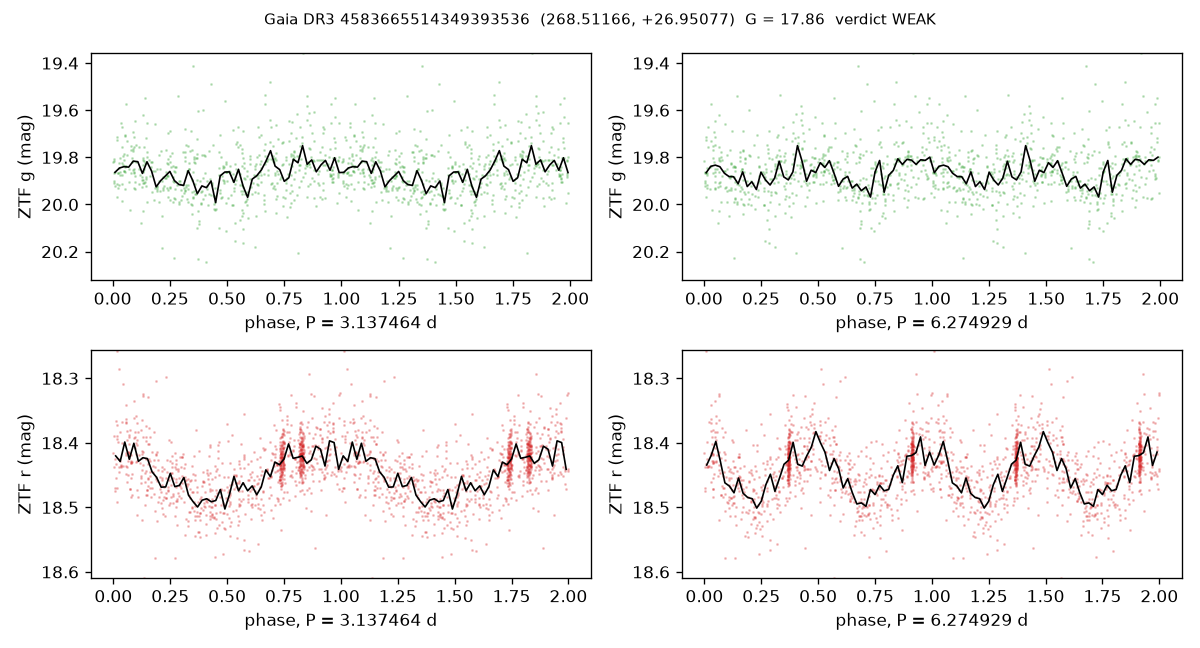 Gaia DR3 4583665514349393536 (268.51166, +26.95077) G = 17.86 verdict WEAK
ZTF g (mag)
19.4
19.6
19.8
20.0
20.2
0.00 0.25 0.50 0.75 1.00 1.25 1.50 1.75 2.00
phase, P = 3.137464 d
ZTF g (mag)
19.4
19.6
19.8
20.0
20.2
0.00 0.25 0.50 0.75 1.00 1.25 1.50 1.75 2.00
phase, P = 6.274929 d
ZTF r (mag)
18.3
18.4
18.5
18.6
0.00 0.25 0.50 0.75 1.00 1.25 1.50 1.75 2.00
phase, P = 3.137464 d
ZTF r (mag)
18.3
18.4
18.5
18.6
0.00 0.25 0.50 0.75 1.00 1.25 1.50 1.75 2.00
phase, P = 6.274929 d